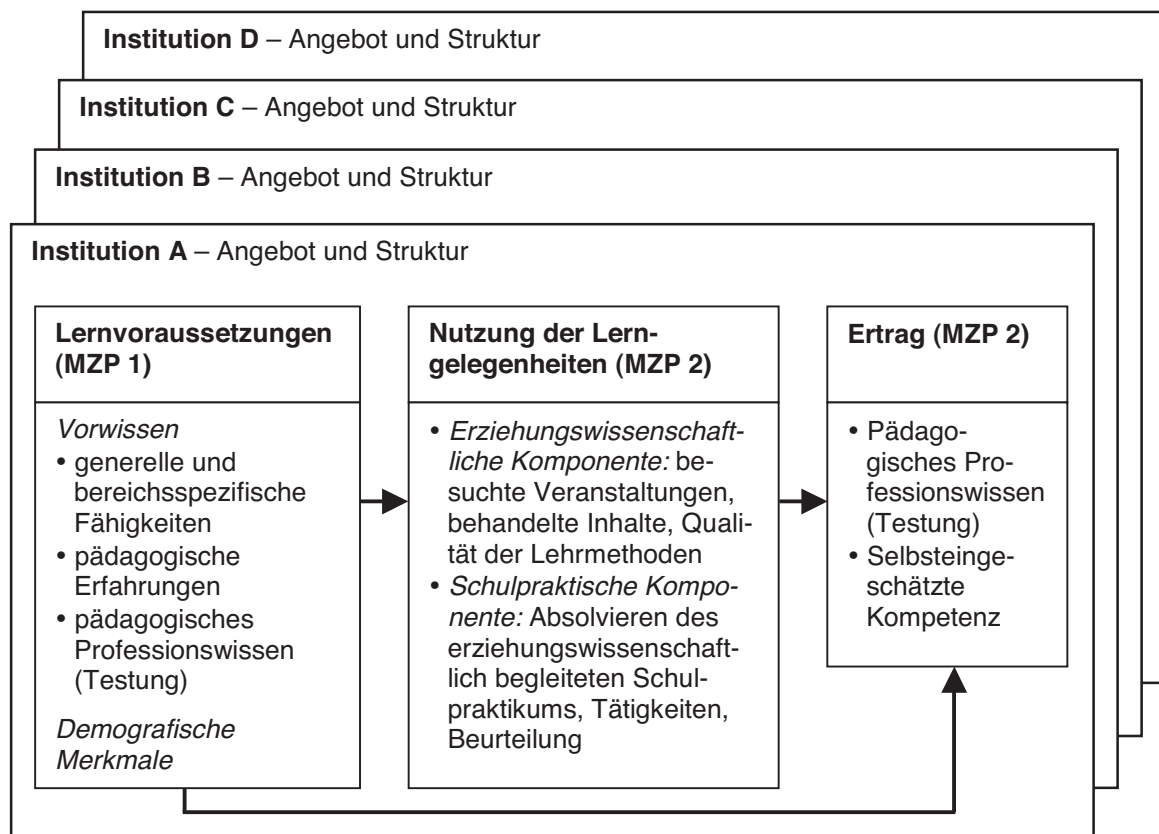 Institution D – Angebot und Struktur
Institution C – Angebot und Struktur
Institution B – Angebot und Struktur
Institution A – Angebot und Struktur
Lernvoraussetzungen
(MZP 1)
Vorwissen
• generelle und
bereichsspezifische
Fähigkeiten
• pädagogische
Erfahrungen
• pädagogisches
Professionswissen
(Testung)
Demografische
Merkmale
Nutzung der Lern-
gelegenheiten (MZP 2)
• Erziehungswissenschaft-
liche Komponente: be-
suchte Veranstaltungen,
behandelte Inhalte, Quali-
tät der Lehrmethoden
• Schulpraktische Kompo-
nente: Absolvieren des
erziehungswissenschaft-
lich begleiteten Schul-
praktikums, Tätigkeiten,
Beurteilung
Ertrag (MZP 2)
• Pädago-
gisches Pro-
fessionswissen
(Testung)
• Selbsteinge-
schätzte
Kompetenz